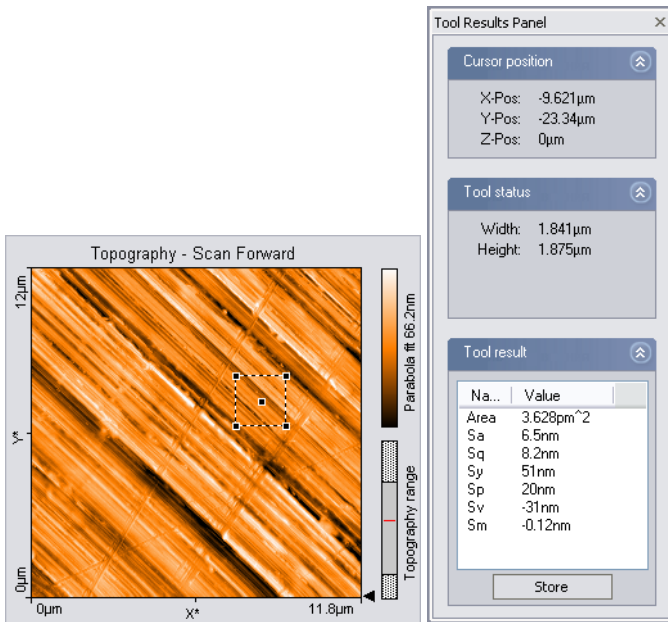 Topography - Scan Forward
12µm
Y*
0µm
0µm
X*
11.8µm
Parabola fit 66.2nm
Topography range
Tool Results Panel
Cursor position
X-Pos: -9.621µm
Y-Pos: -23.34µm
Z-Pos: 0µm
Tool status
Width: 1.841µm
Height: 1.875µm
Tool result
Na... Value
Area 3.628pm^2
Sa 6.5nm
Sq 8.2nm
Sy 51nm
Sp 20nm
Sv -31nm
Sm -0.12nm
Store